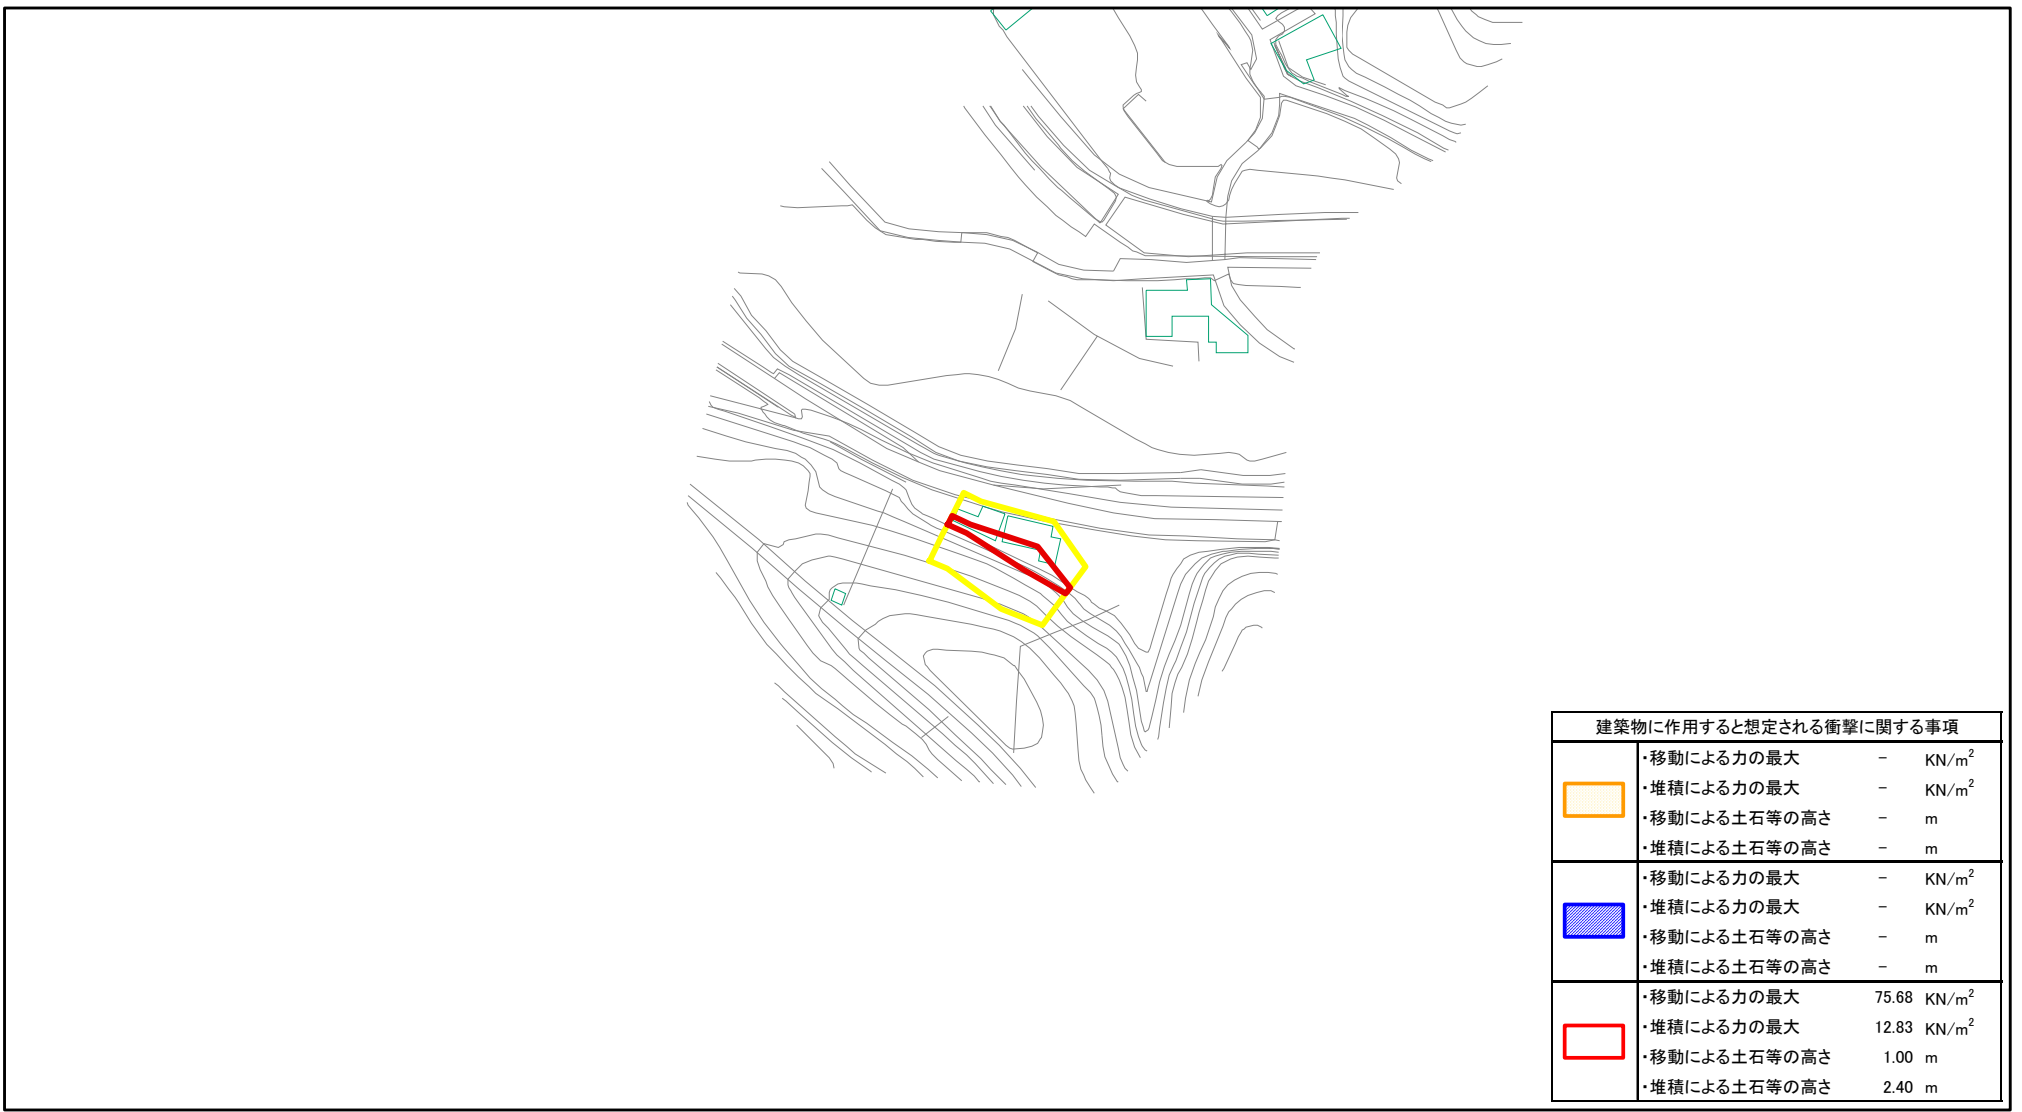 建築物に作用すると想定される衝撃に関する事項
・移動による力の最大 － KN/m²
・堆積による力の最大 － KN/m²
・移動による土石等の高さ － m
・堆積による土石等の高さ － m
・移動による力の最大 － KN/m²
・堆積による力の最大 － KN/m²
・移動による土石等の高さ － m
・堆積による土石等の高さ － m
・移動による力の最大 75.68 KN/m²
・堆積による力の最大 12.83 KN/m²
・移動による土石等の高さ 1.00 m
・堆積による土石等の高さ 2.40 m